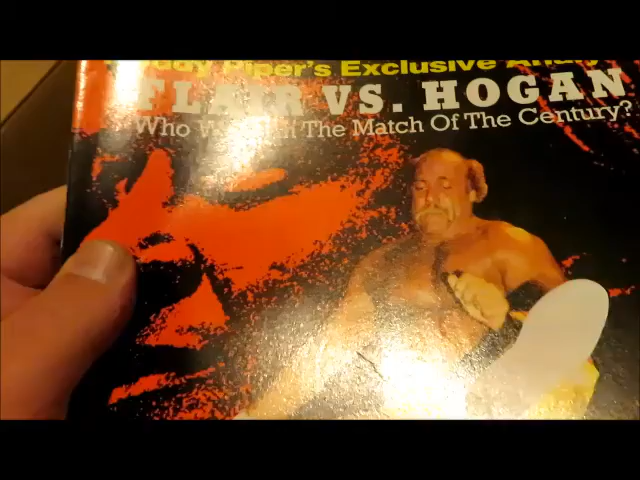 Piper's Exclusive
FLAIR VS. HOGAN
Who The Match Of The Century?